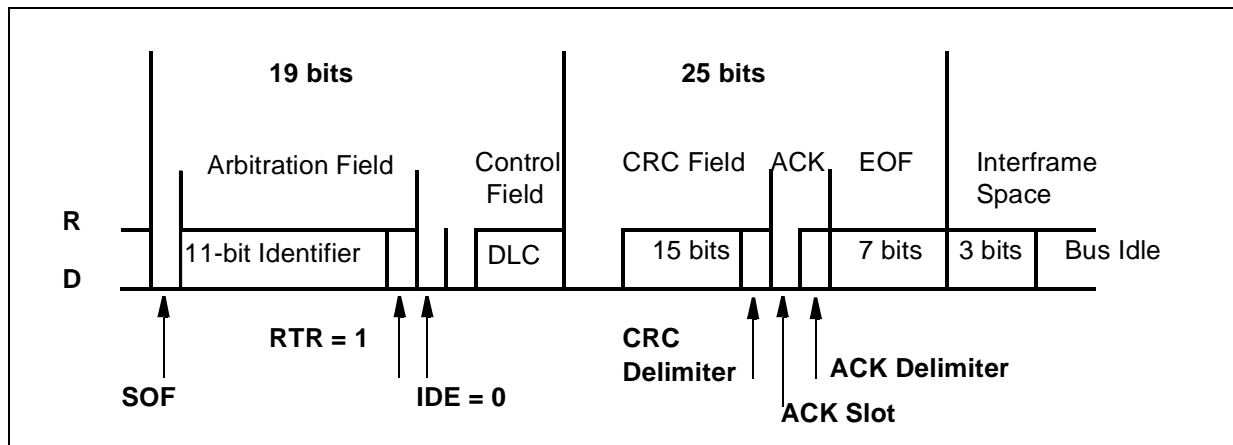 19 bits
25 bits
Arbitration Field
Control
Field
CRC Field
ACK
EOF
Interframe
Space
R
11-bit Identifier
DLC
15 bits
7 bits
3 bits
Bus Idle
D
RTR = 1
CRC
Delimiter
ACK Delimiter
SOF
IDE = 0
ACK Slot